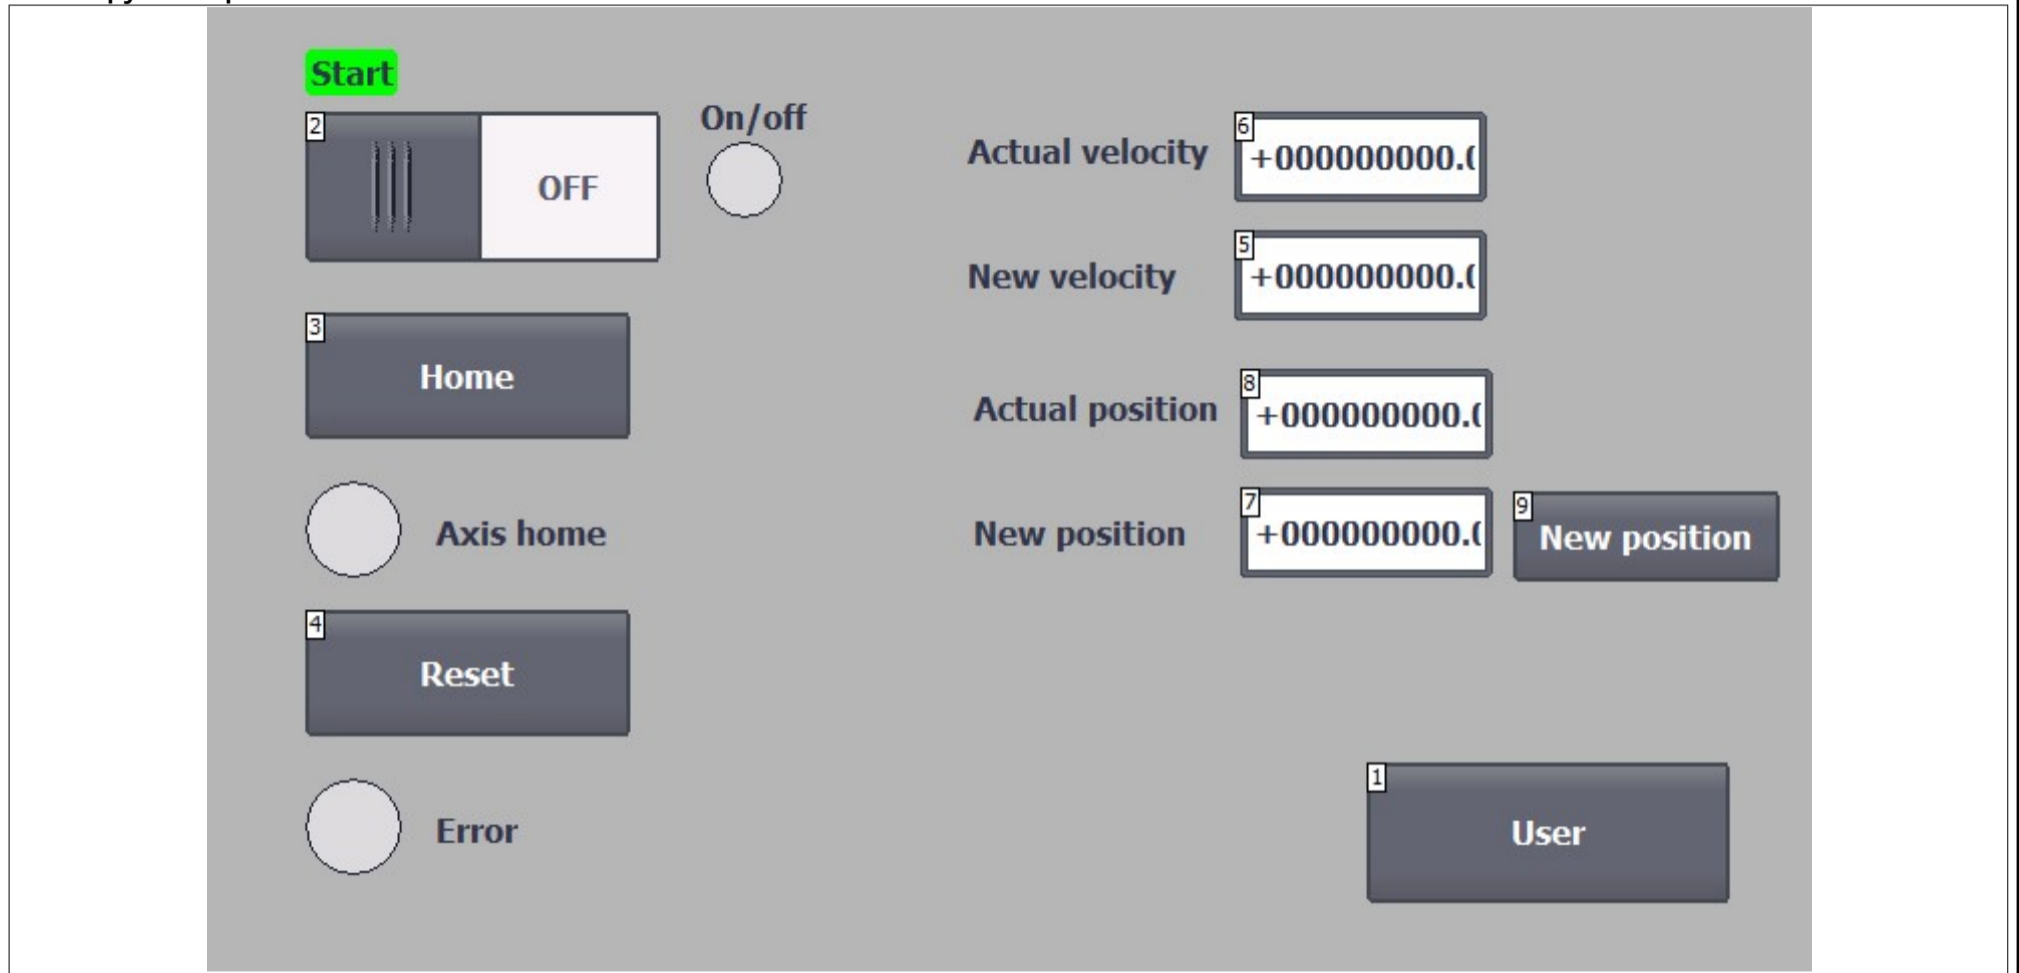 Start
2
OFF
On/off
3
Home
Axis home
4
Reset
Error
Actual velocity
6
+000000000.
New velocity
5
+000000000.
Actual position
8
+000000000.
New position
7
+000000000.
9
New position
1
User